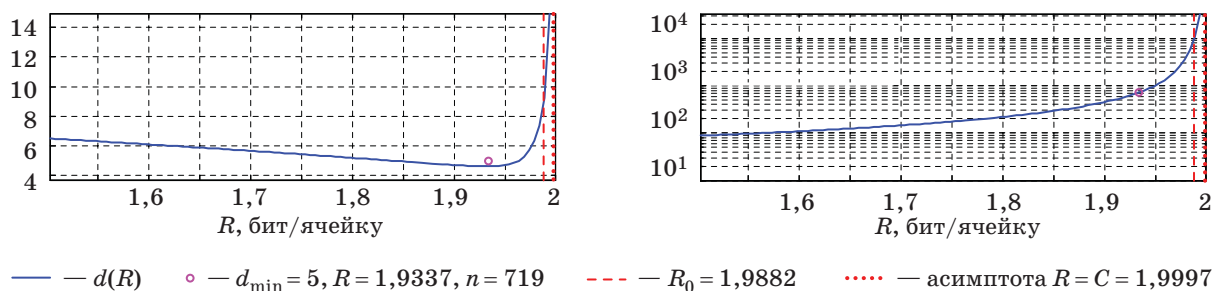 14
12
10
8
6
4
1,6 1,7 1,8 1,9 2
R, бит/ячейку
10⁴
10³
10²
10¹
1,6 1,7 1,8 1,9 2
R, бит/ячейку
— d(R) — d_min = 5, R = 1,9337, n = 719 — R₀ = 1,9882 — асимптота R = C = 1,9997